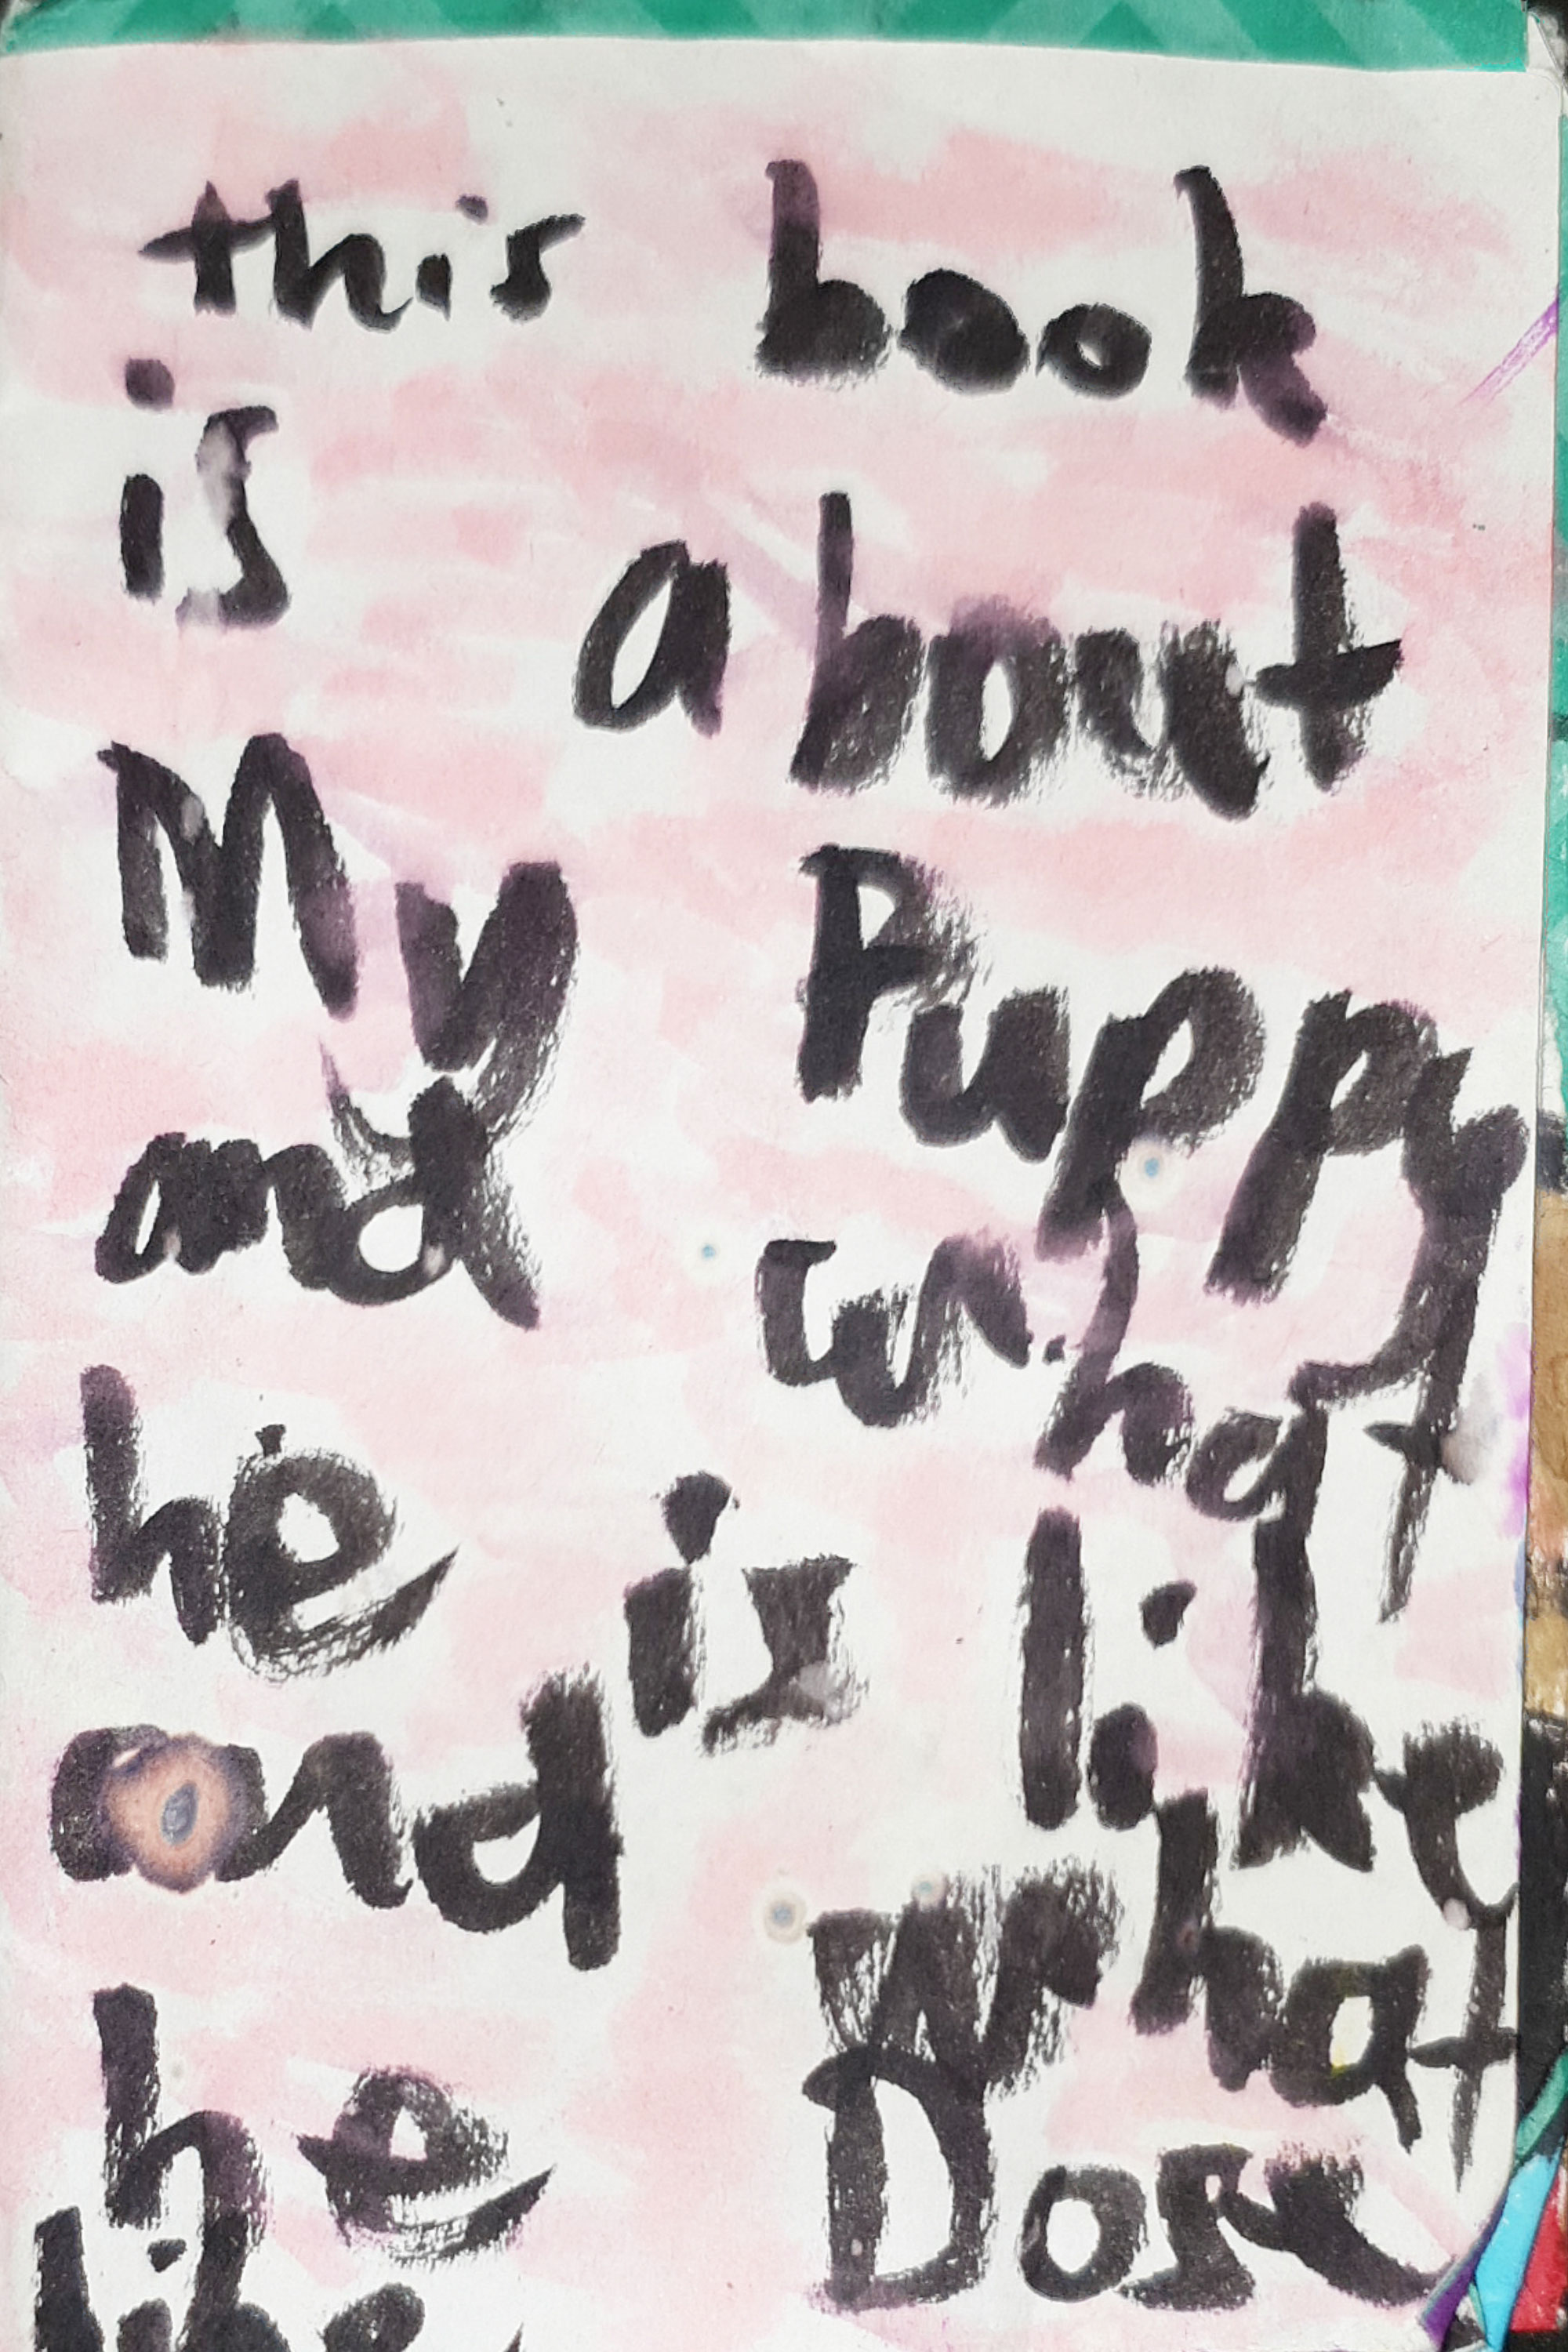 this book
is about
My Puppy
and what
he is like
and what
he Dose
like